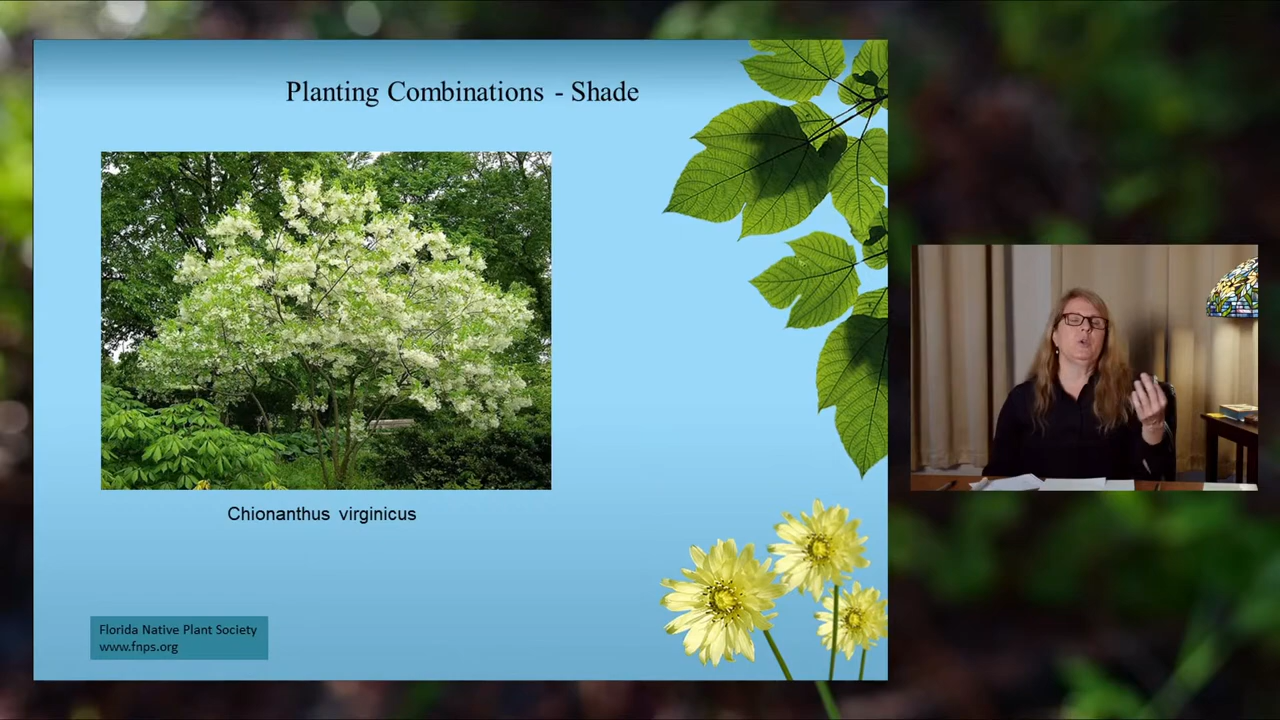 Planting Combinations - Shade
Chionanthus virginicus
Florida Native Plant Society
www.fnps.org